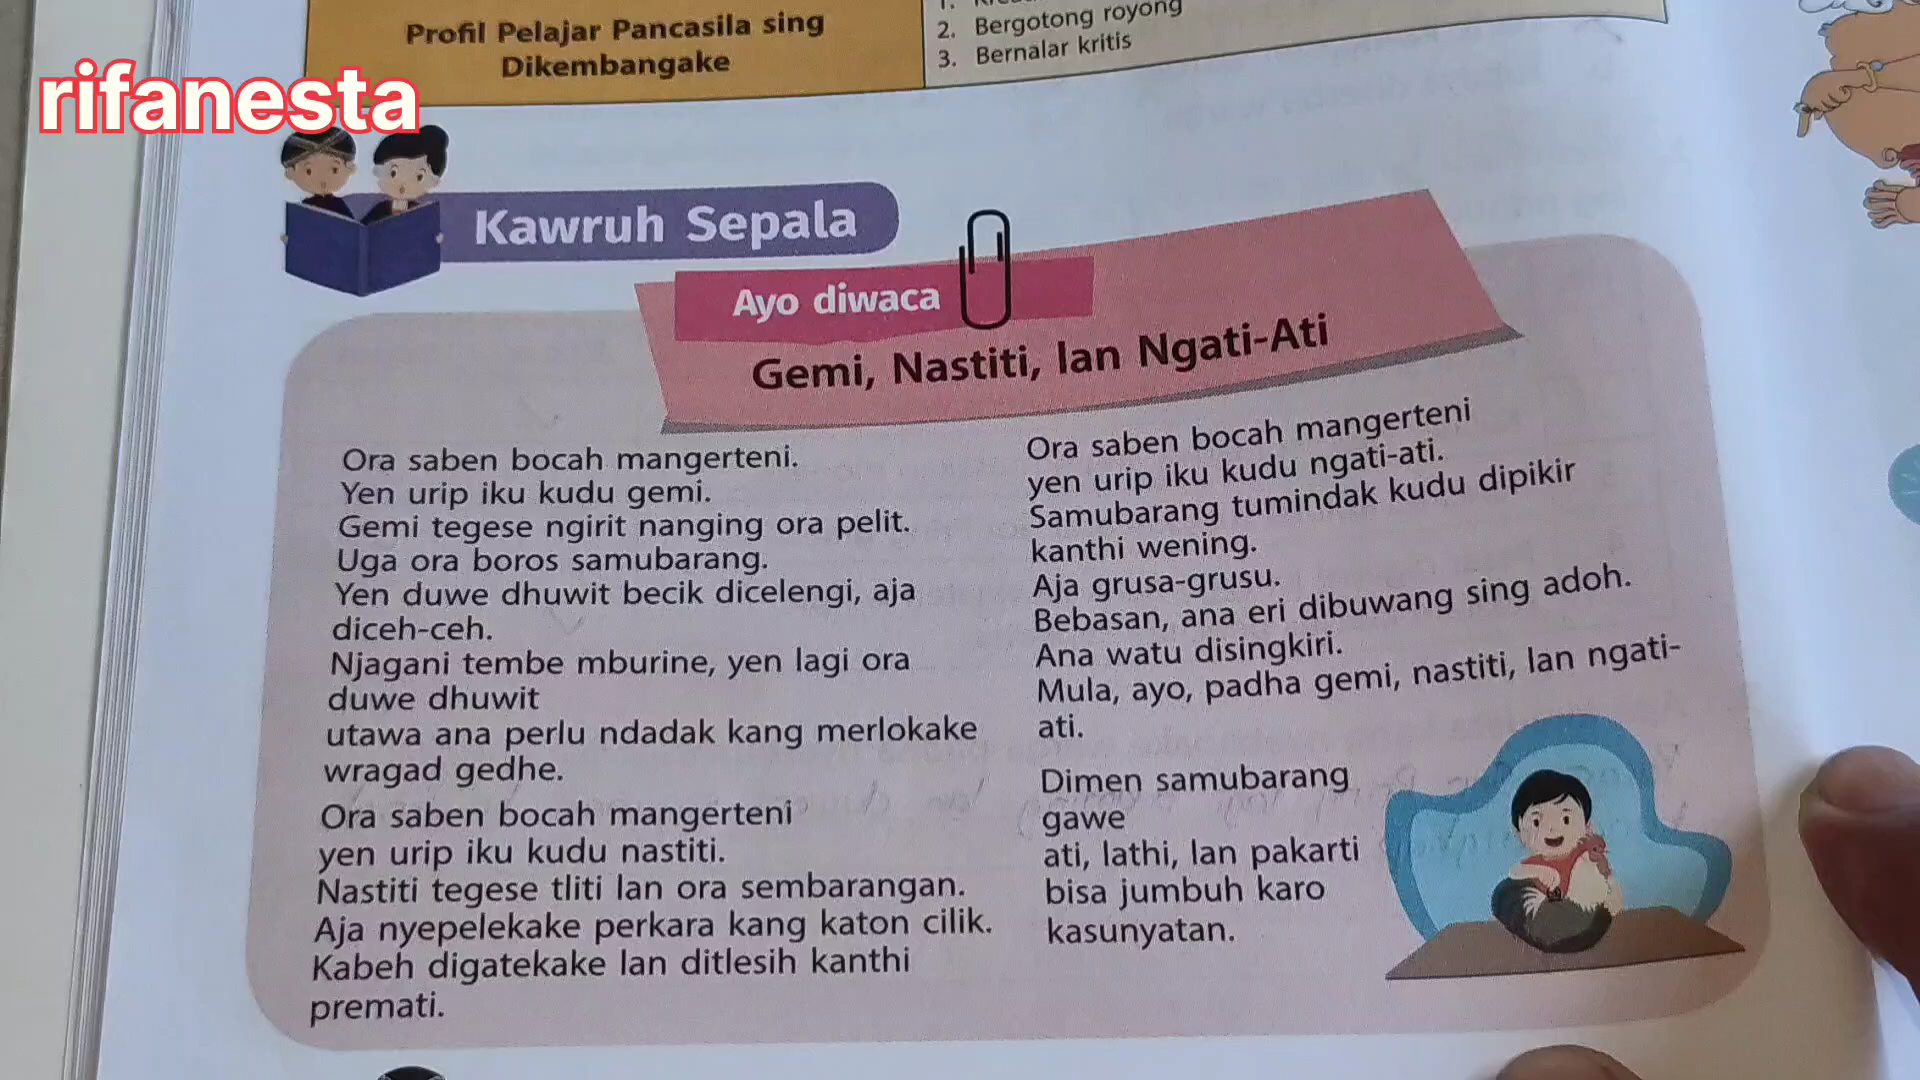 Profil Pelajar Pancasila sing
Dikembangake
1.
2. Bergotong royong
3. Bernalar kritis
rifanesta
Kawruh Sepala
Ayo diwaca
Gemi, Nastiti, lan Ngati-Ati
Ora saben bocah mangerteni.
Yen urip iku kudu gemi.
Gemi tegese ngirit nanging ora pelit.
Uga ora boros samubarang.
Yen duwe dhuwit becik dicelengi, aja
diceh-ceh.
Njagani tembe mburine, yen lagi ora
duwe dhuwit
utawa ana perlu ndadak kang merlokake
wragad gedhe.
Ora saben bocah mangerteni
yen urip iku kudu nastiti.
Nastiti tegese tliti lan ora sembarangan.
Aja nyepelekake perkara kang katon cilik.
Kabeh digatekake lan ditlesih kanthi
premati.
Ora saben bocah mangerteni
yen urip iku kudu ngati-ati.
Samubarang tumindak kudu dipikir
kanthi wening.
Aja grusa-grusu.
Bebasan, ana eri dibuwang sing adoh.
Ana watu disingkiri.
Mula, ayo, padha gemi, nastiti, lan ngati-
ati.
Dimen samubarang
gawe
ati, lathi, lan pakarti
bisa jumbuh karo
kasunyatan.